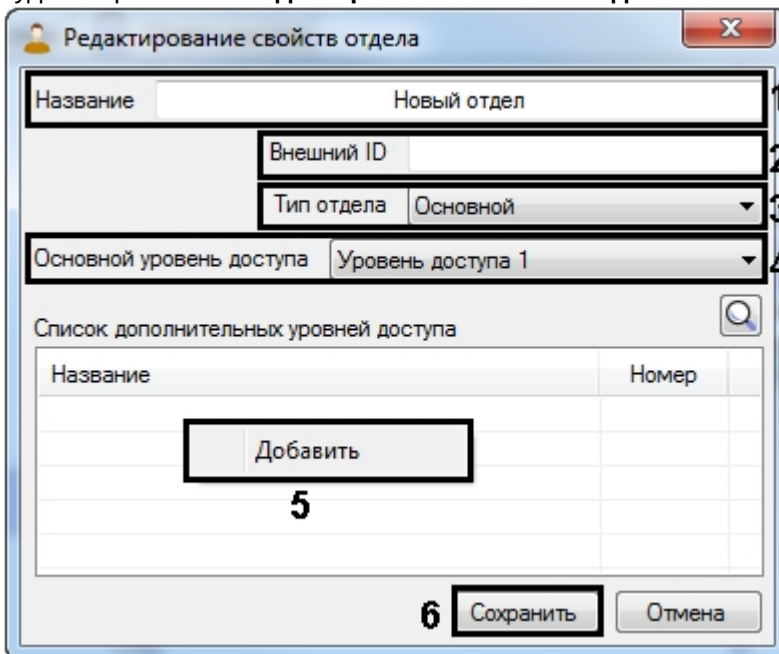 Редактирование свойств отдела
Название Новый отдел 1
Внешний ID 2
Тип отдела Основной 3
Основной уровень доступа Уровень доступа 1 4
Список дополнительных уровней доступа
Название Номер
Добавить
5
6 Сохранить Отмена